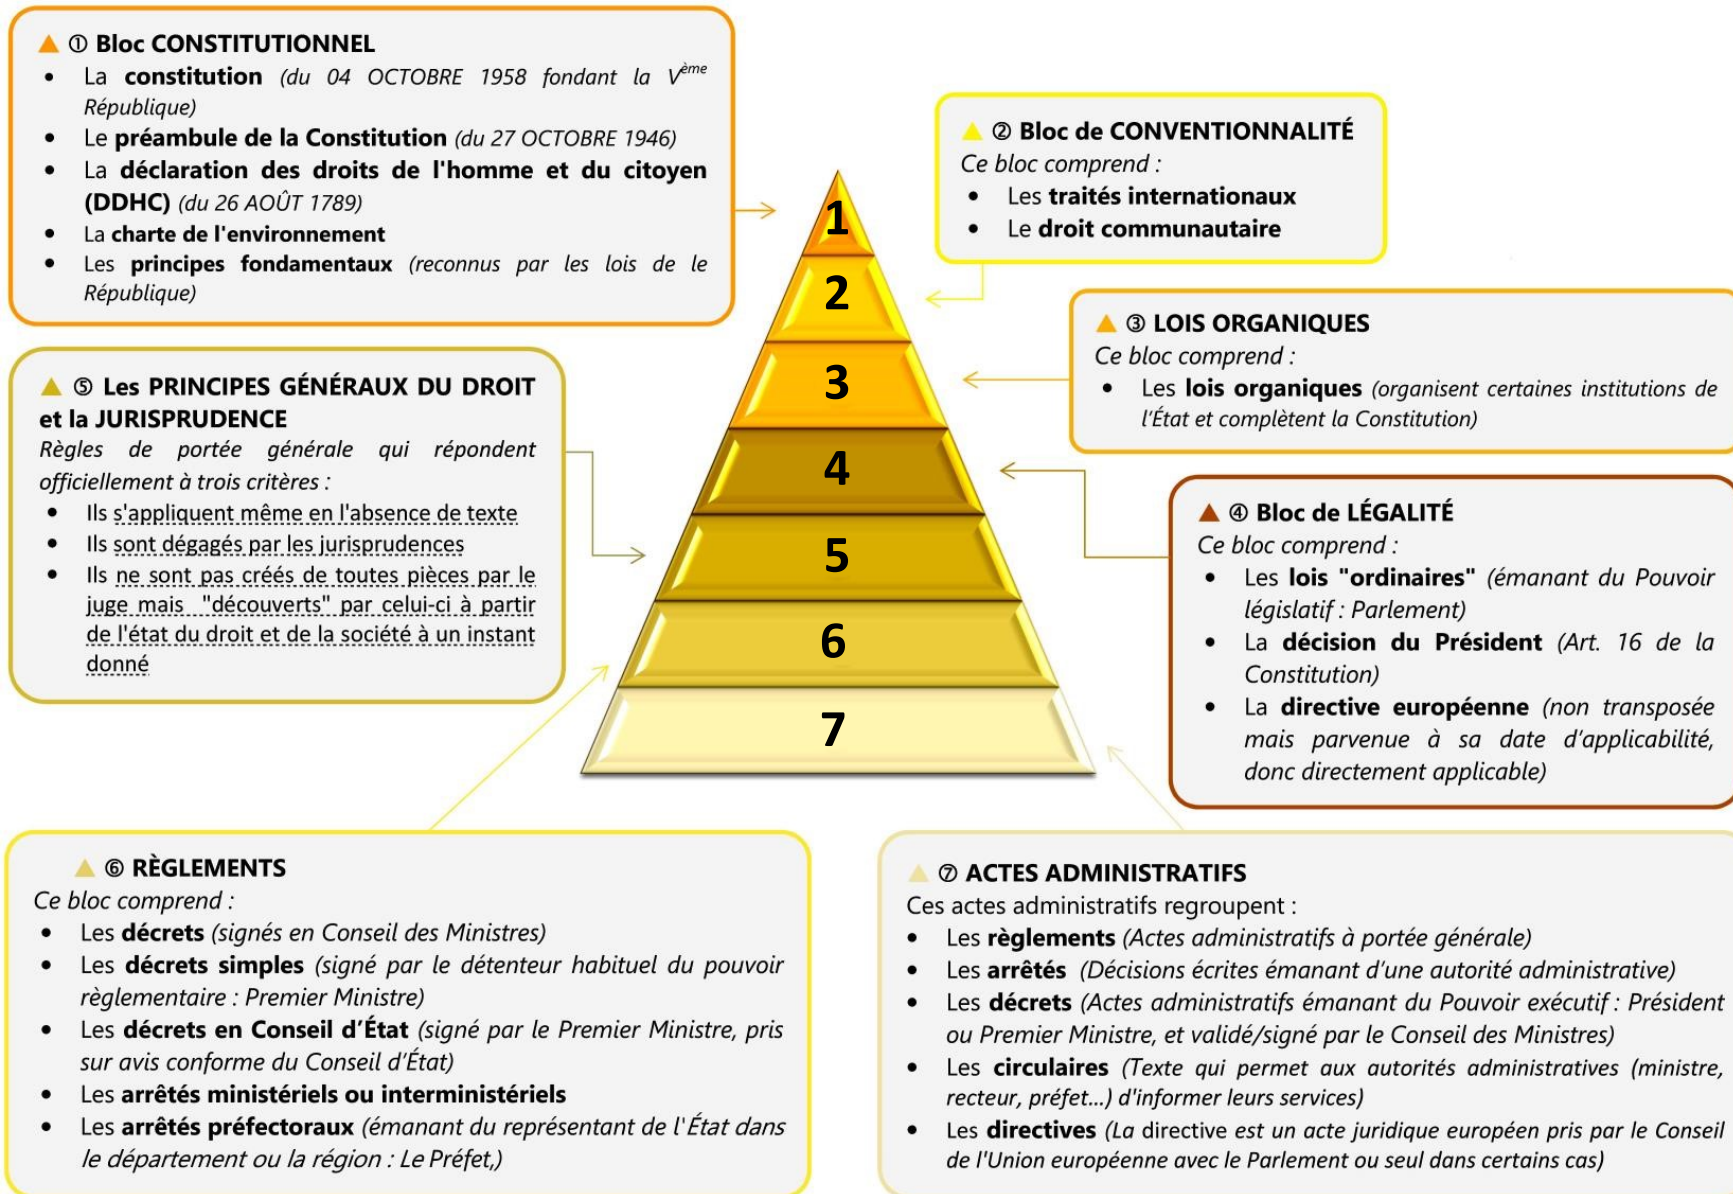 ① Bloc CONSTITUTIONNEL
• La constitution (du 04 OCTOBRE 1958 fondant la Vème
République)
• Le préambule de la Constitution (du 27 OCTOBRE 1946)
• La déclaration des droits de l'homme et du citoyen
(DDHC) (du 26 AOÛT 1789)
• La charte de l'environnement
• Les principes fondamentaux (reconnus par les lois de le
République)
② Bloc de CONVENTIONNALITÉ
Ce bloc comprend :
• Les traités internationaux
• Le droit communautaire
③ LOIS ORGANIQUES
Ce bloc comprend :
• Les lois organiques (organisent certaines institutions de
l'État et complètent la Constitution)
④ Bloc de LÉGALITÉ
Ce bloc comprend :
• Les lois "ordinaires" (émanant du Pouvoir
législatif : Parlement)
• La décision du Président (Art. 16 de la
Constitution)
• La directive européenne (non transposée
mais parvenue à sa date d'applicabilité,
donc directement applicable)
⑤ Les PRINCIPES GÉNÉRAUX DU DROIT
et la JURISPRUDENCE
Règles de portée générale qui répondent
officiellement à trois critères :
• Ils s'appliquent même en l'absence de texte
• Ils sont dégagés par les jurisprudences
• Ils ne sont pas créés de toutes pièces par le
juge mais "découverts" par celui-ci à partir
de l'état du droit et de la société à un instant
donné
1
2
3
4
5
6
7
⑥ RÈGLEMENTS
Ce bloc comprend :
• Les décrets (signés en Conseil des Ministres)
• Les décrets simples (signé par le détenteur habituel du pouvoir
règlementaire : Premier Ministre)
• Les décrets en Conseil d'État (signé par le Premier Ministre, pris
sur avis conforme du Conseil d'État)
• Les arrêtés ministériels ou interministériels
• Les arrêtés préfectoraux (émanant du représentant de l'État dans
le département ou la région : Le Préfet,)
⑦ ACTES ADMINISTRATIFS
Ces actes administratifs regroupent :
• Les règlements (Actes administratifs à portée générale)
• Les arrêtés (Décisions écrites émanant d'une autorité administrative)
• Les décrets (Actes administratifs émanant du Pouvoir exécutif : Président
ou Premier Ministre, et validé/signé par le Conseil des Ministres)
• Les circulaires (Texte qui permet aux autorités administratives (ministre,
recteur, préfet...) d'informer leurs services)
• Les directives (La directive est un acte juridique européen pris par le Conseil
de l'Union européenne avec le Parlement ou seul dans certains cas)